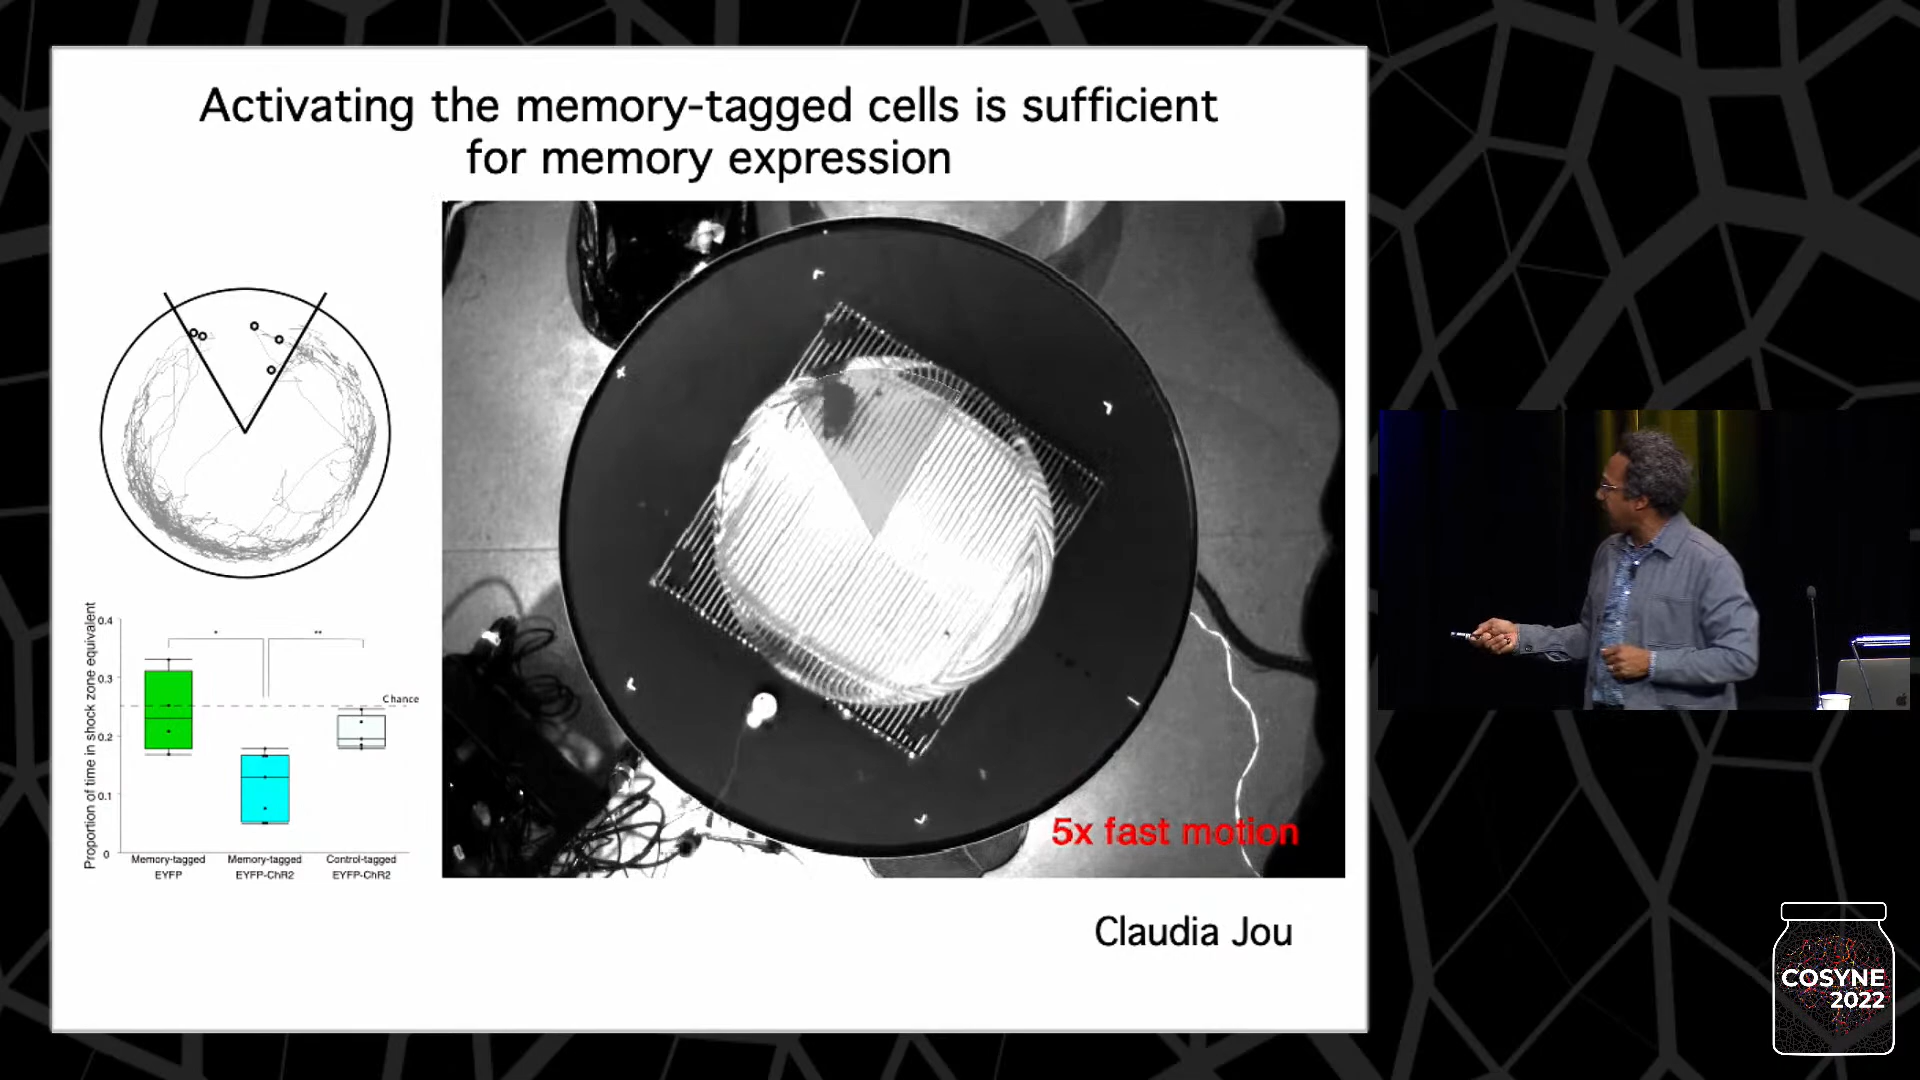 Activating the memory-tagged cells is sufficient
for memory expression
Proportion of time in shock zone equivalent
0.4
0.3
0.2
0.1
0
*
**
Chance
Memory-tagged
EYFP
Memory-tagged
EYFP-ChR2
Control-tagged
EYFP-ChR2
5x fast motion
Claudia Jou
COSYNE
2022